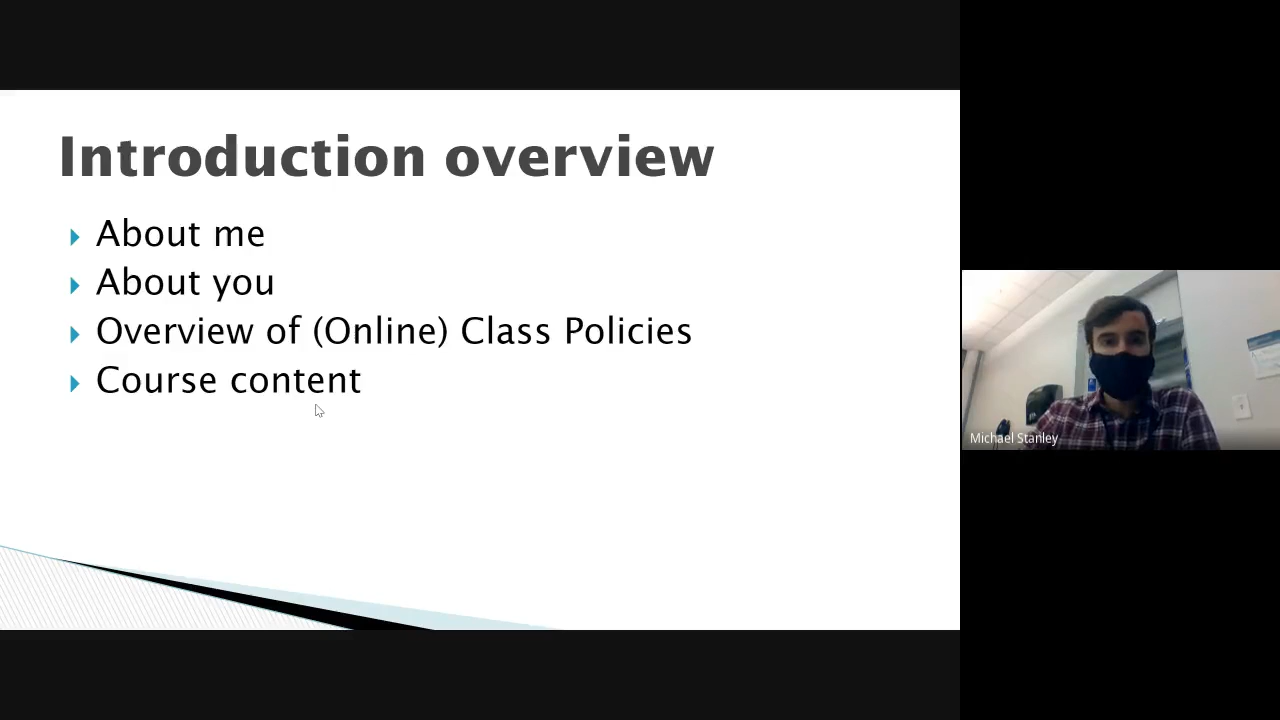 Introduction overview
About me
About you
Overview of (Online) Class Policies
Course content
Michael Stanley